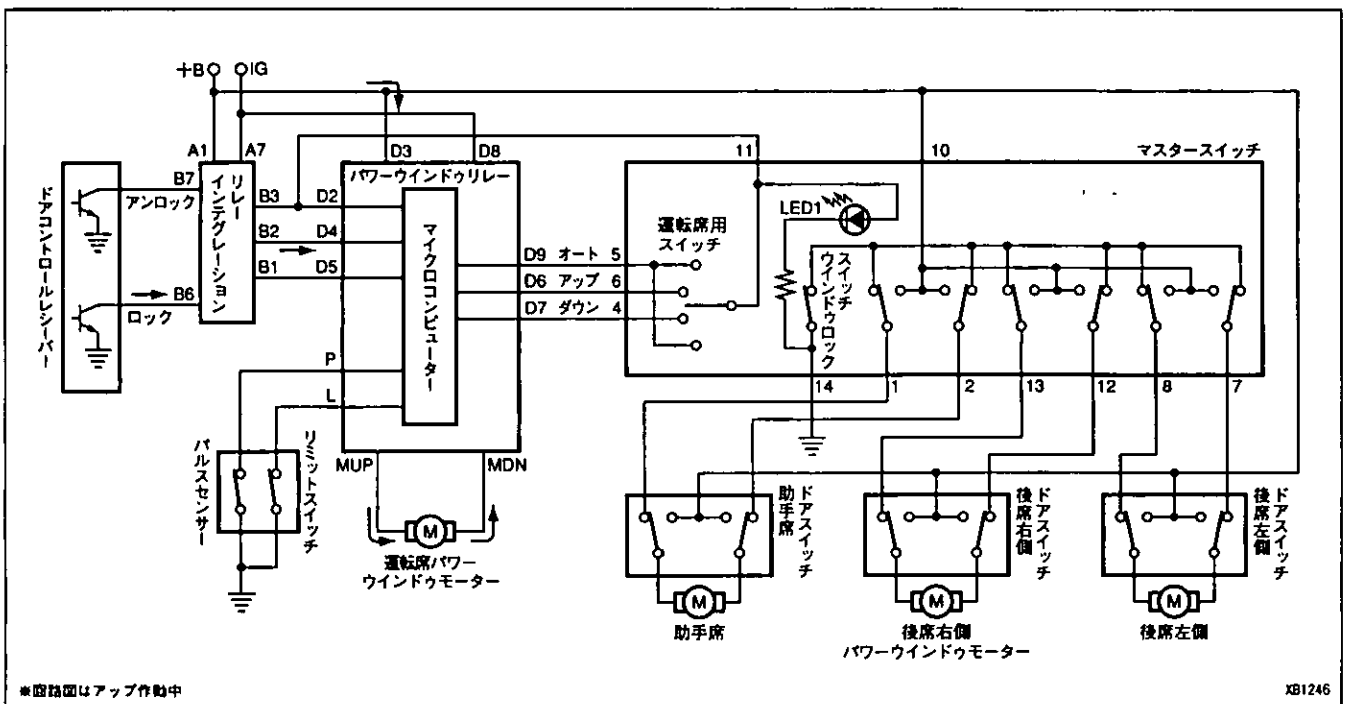 +B IG
A1 A7 D3 D8 11 10 マスタースイッチ
ドアコントロールレシーバー
B7
アンロック
B6
ロック
リレー
インテグレーション
B3 D2
B2 D4
B1 D5
パワーウインドゥリレー
マイクロコンピューター
D9 オート 5
D6 アップ 6
D7 ダウン 4
運転席用
スイッチ
LED1
スイッチ
ウインドゥロック
14 1 2 13 12 8 7
P
L
パルスセンサー
リミットスイッチ
MUP MDN
M
運転席パワー
ウインドゥモーター
ドアスイッチ
助手席
M
助手席
ドアスイッチ
後席右側
M
後席右側
パワーウインドゥモーター
ドアスイッチ
後席左側
M
後席左側
※回路図はアップ作動中
XB1246